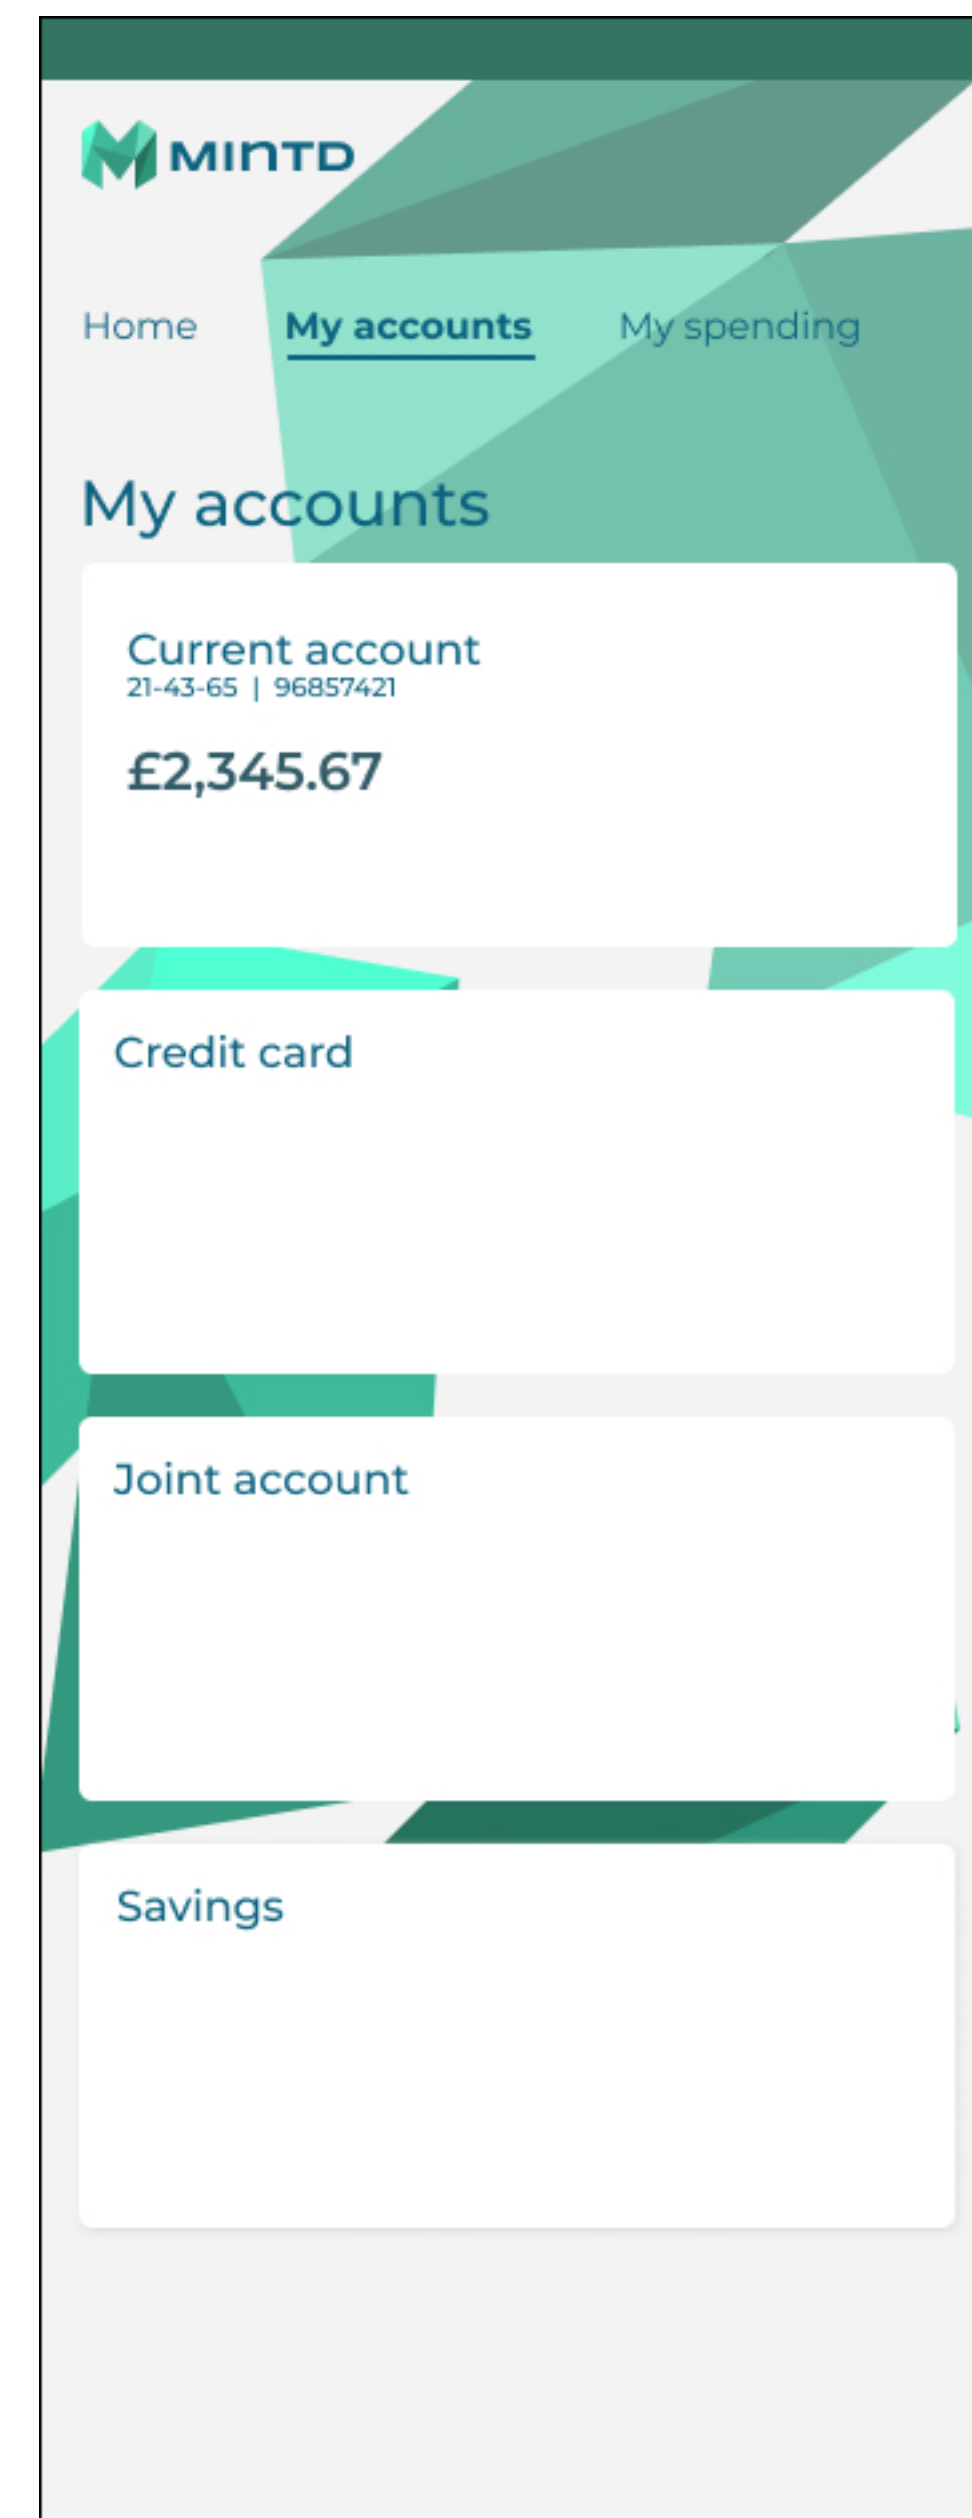 MINTD
Home My accounts My spending
My accounts
Current account
21-43-65 | 96857421
£2,345.67
Credit card
Joint account
Savings